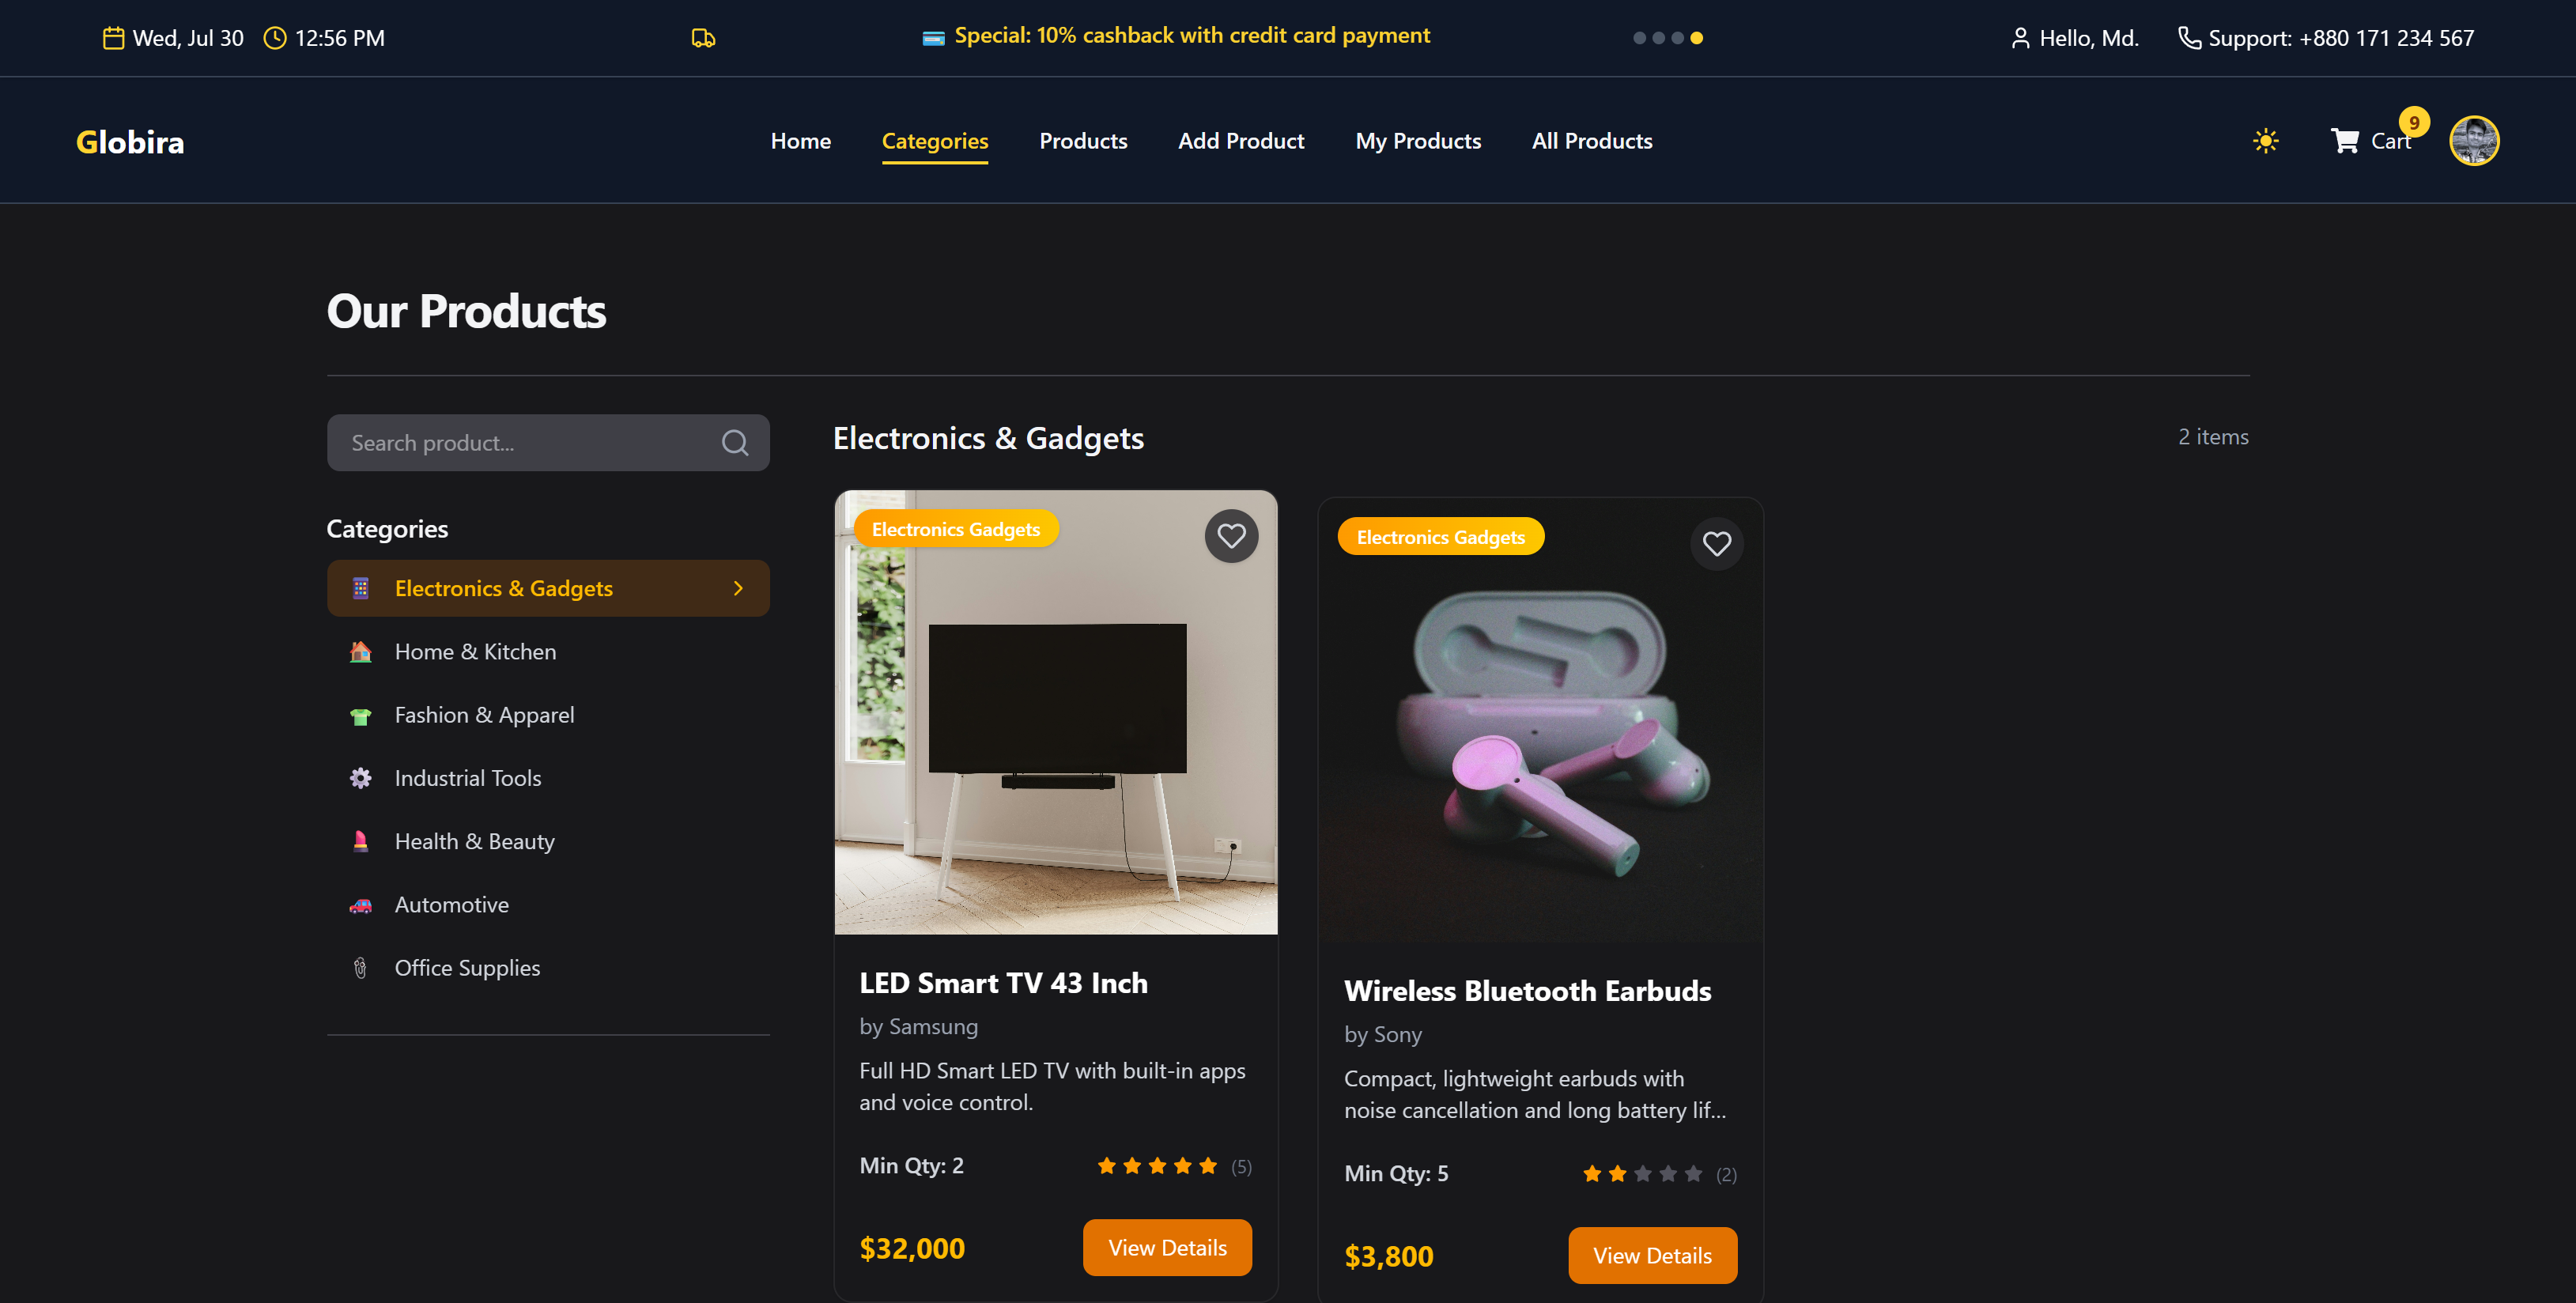 Wed, Jul 30 12:56 PM
Special: 10% cashback with credit card payment
Hello, Md.
Support: +880 171 234 567
Globira
Home Categories Products Add Product My Products All Products
Cart 9
Our Products
Search product...
Categories
Electronics & Gadgets
Home & Kitchen
Fashion & Apparel
Industrial Tools
Health & Beauty
Automotive
Office Supplies
Electronics & Gadgets
2 items
Electronics Gadgets
LED Smart TV 43 Inch
by Samsung
Full HD Smart LED TV with built-in apps
and voice control.
Min Qty: 2
(5)
$32,000
View Details
Electronics Gadgets
Wireless Bluetooth Earbuds
by Sony
Compact, lightweight earbuds with
noise cancellation and long battery lif...
Min Qty: 5
(2)
$3,800
View Details